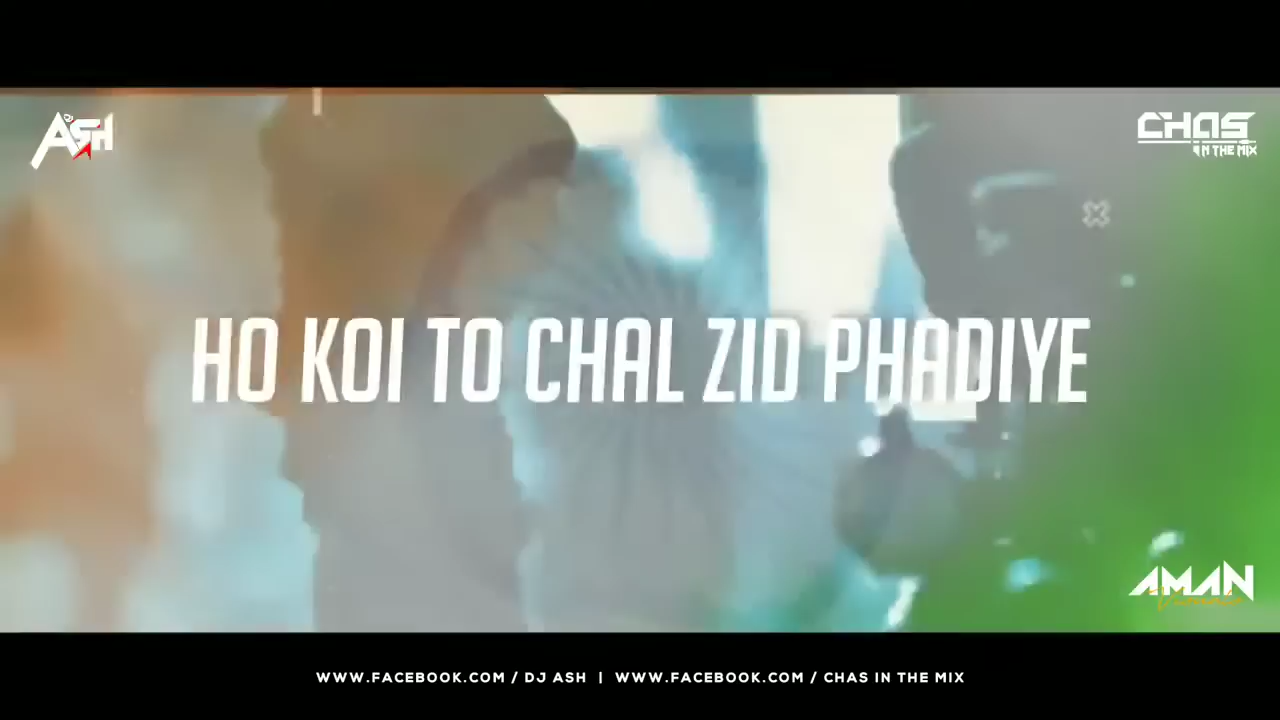 DJ ASH
CHAS
IN THE MIX
HO KOI TO CHAL ZID PHADIYE
AMAN
WWW.FACEBOOK.COM / DJ ASH | WWW.FACEBOOK.COM / CHAS IN THE MIX